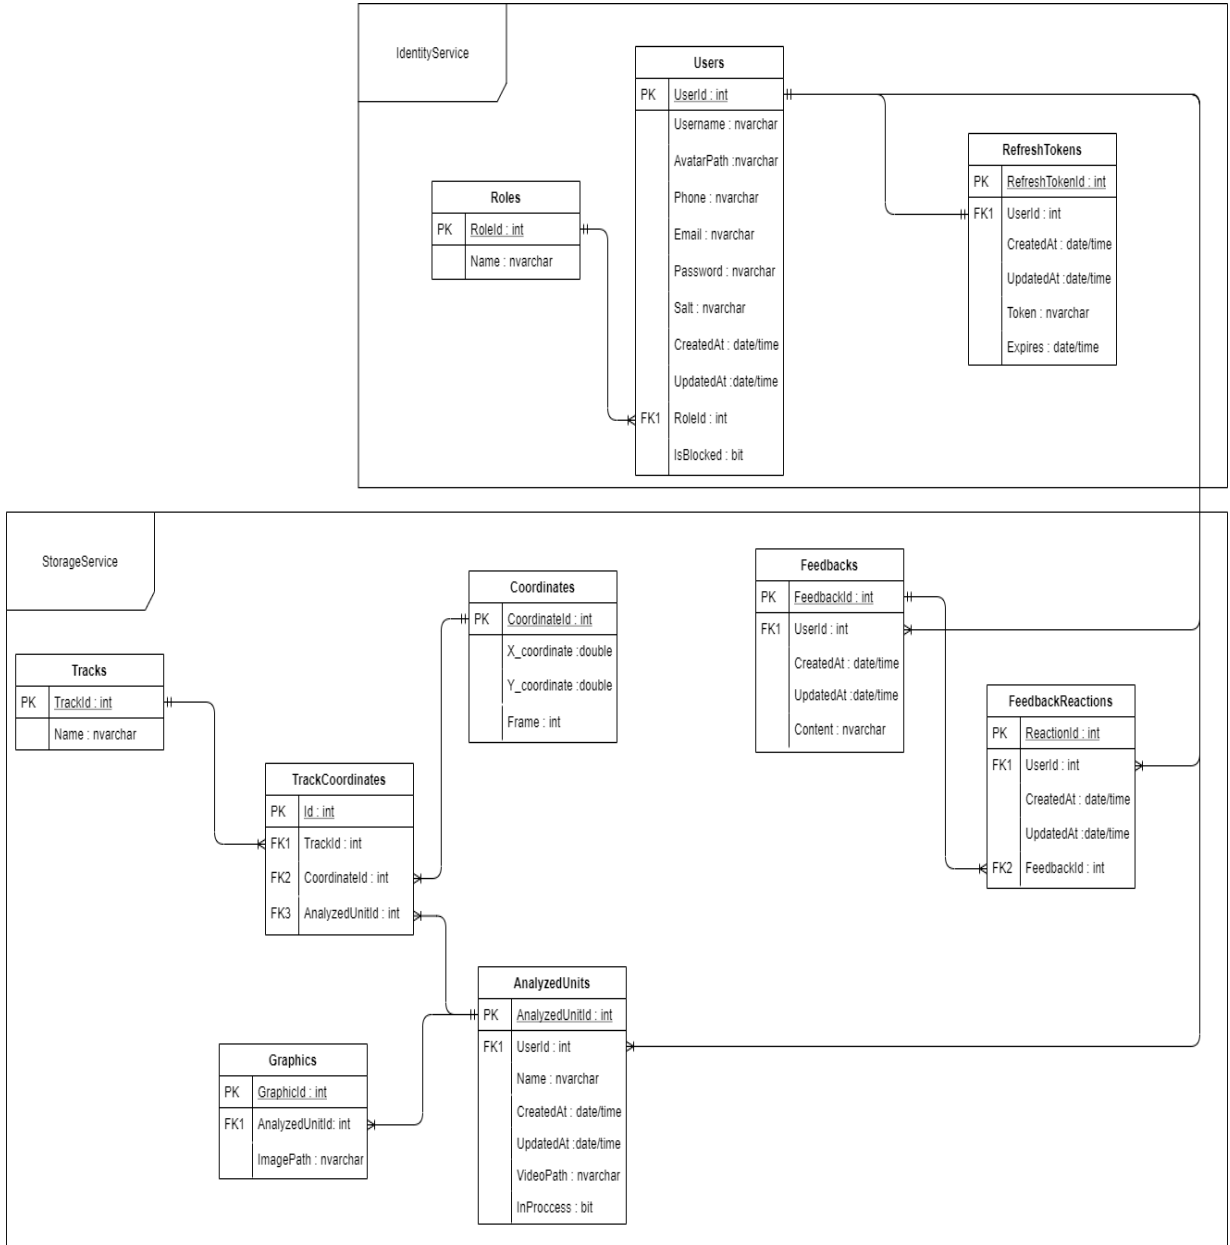 IdentityService
Users
PK UserId : int
Username : nvarchar
AvatarPath :nvarchar
Phone : nvarchar
Email : nvarchar
Password : nvarchar
Salt : nvarchar
CreatedAt : date/time
UpdatedAt :date/time
FK1 RoleId : int
IsBlocked : bit
Roles
PK RoleId : int
Name : nvarchar
RefreshTokens
PK RefreshTokenId : int
FK1 UserId : int
CreatedAt : date/time
UpdatedAt :date/time
Token : nvarchar
Expires : date/time
StorageService
Tracks
PK TrackId : int
Name : nvarchar
Coordinates
PK CoordinateId : int
X_coordinate :double
Y_coordinate :double
Frame : int
TrackCoordinates
PK Id : int
FK1 TrackId : int
FK2 CoordinateId : int
FK3 AnalyzedUnitId : int
Feedbacks
PK FeedbackId : int
FK1 UserId : int
CreatedAt : date/time
UpdatedAt :date/time
Content : nvarchar
FeedbackReactions
PK ReactionId : int
FK1 UserId : int
CreatedAt : date/time
UpdatedAt :date/time
FK2 FeedbackId : int
AnalyzedUnits
PK AnalyzedUnitId : int
FK1 UserId : int
Name : nvarchar
CreatedAt : date/time
UpdatedAt :date/time
VideoPath : nvarchar
InProccess : bit
Graphics
PK GraphicId : int
FK1 AnalyzedUnitId: int
ImagePath : nvarchar